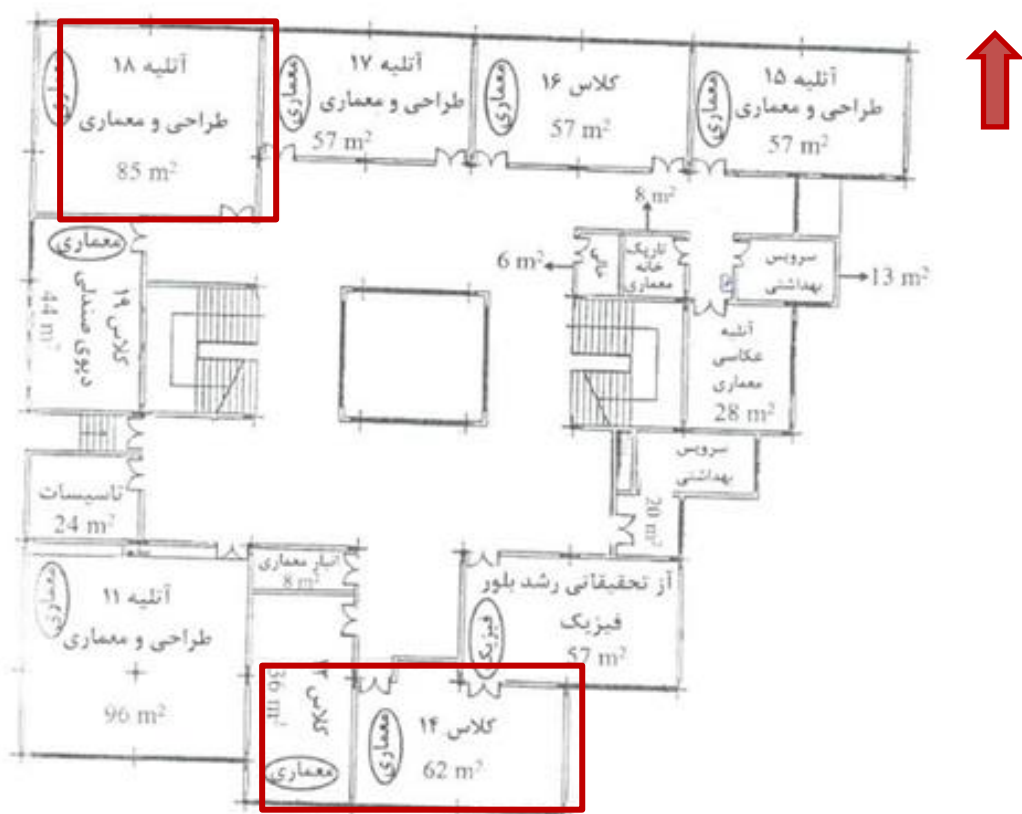 آتلیه ۱۸
طراحی و معماری
85 m²
معماری
آتلیه ۱۷
طراحی و معماری
57 m²
معماری
کلاس ۱۶
57 m²
معماری
آتلیه ۱۵
طراحی و معماری
57 m²
معماری
معماری
کلاس ۱۹
دپوی صندلی
44 m²
8 m²
6 m²
خالی
تاریک
خانه
معماری
سرویس
بهداشتی
13 m²
آتلیه
عکاسی
معماری
28 m²
سرویس
بهداشتی
20 m²
تاسیسات
24 m²
انبار معماری
8 m²
آتلیه ۱۱
طراحی و معماری
96 m²
معماری
آز تحقیقاتی رشد بلور
فیزیک
57 m²
فیزیک
کلاس ۱۳
36 m²
معماری
کلاس ۱۴
62 m²
معماری